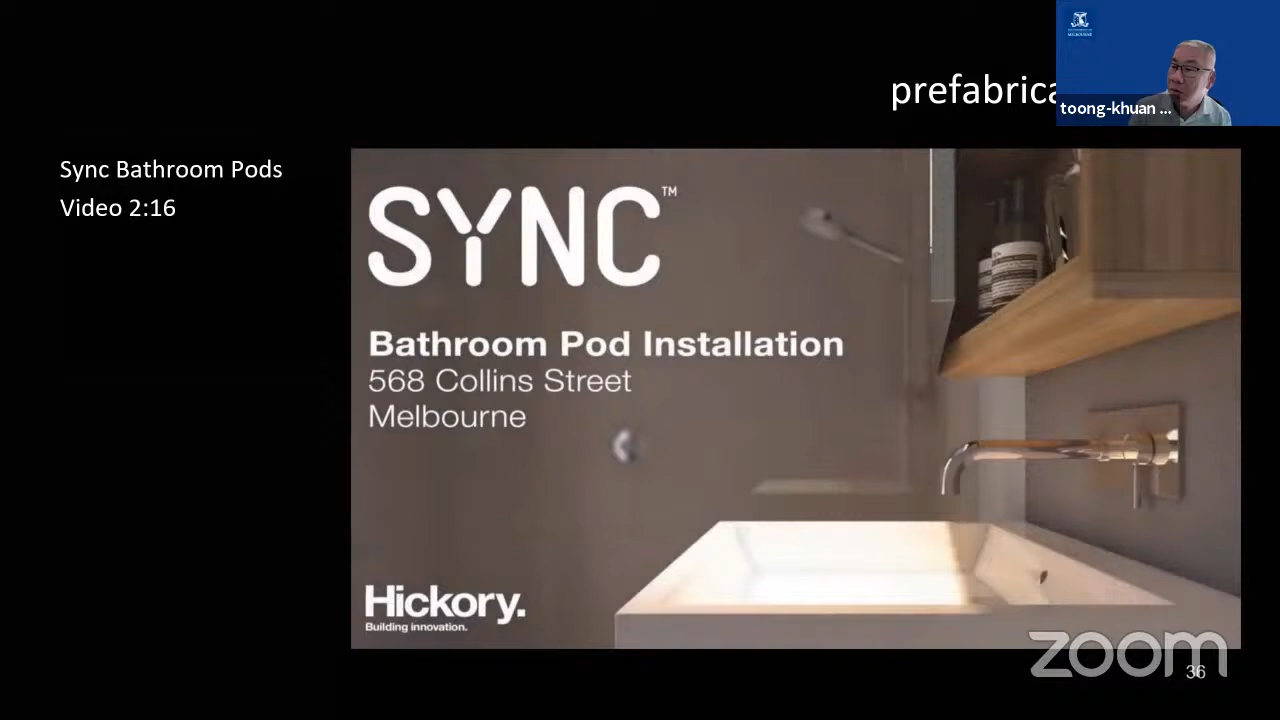 MELBOURNE
prefabrica
toong-khuan ...
Sync Bathroom Pods
Video 2:16
SYNC™
Bathroom Pod Installation
568 Collins Street
Melbourne
Hickory.
Building innovation.
zoom
36